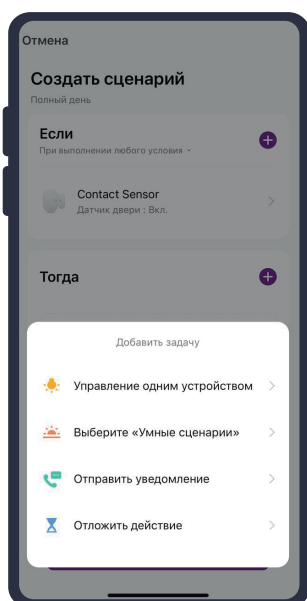 Отмена
Создать сценарий
Полный день
Если
При выполнении любого условия
Contact Sensor
Датчик двери : Вкл.
Тогда
Добавить задачу
Управление одним устройством
Выберите «Умные сценарии»
Отправить уведомление
Отложить действие